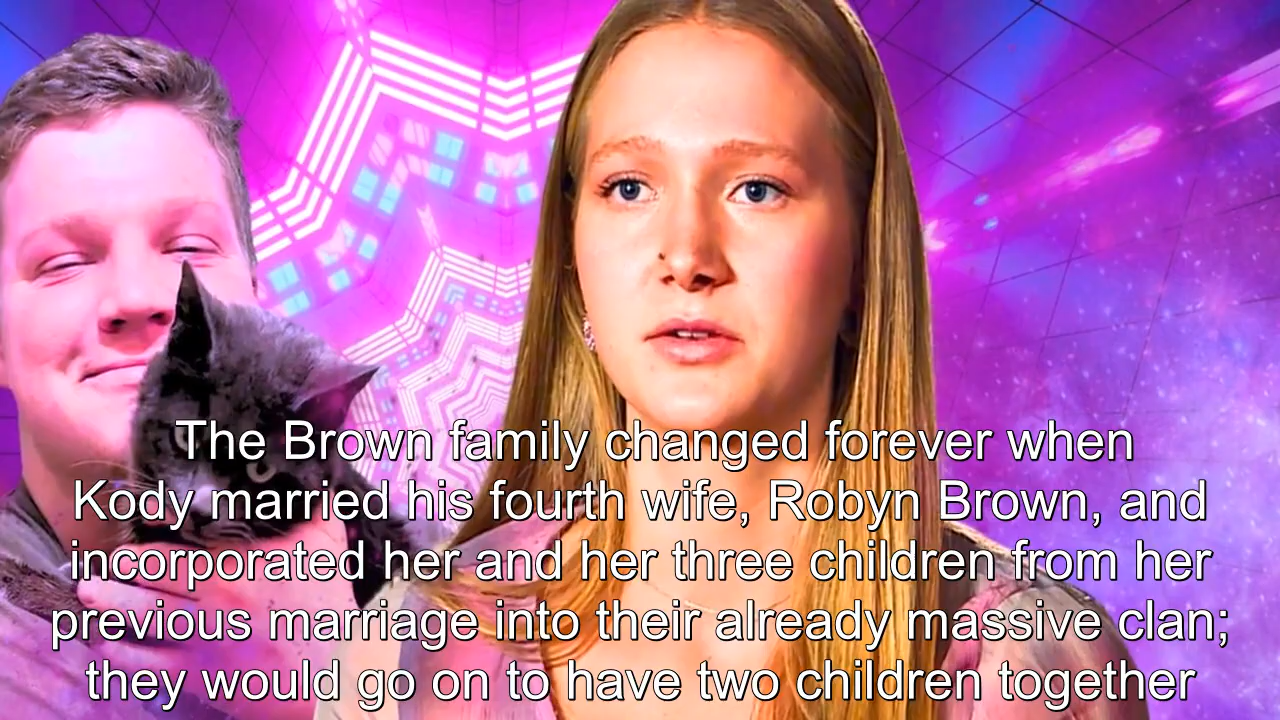 The Brown family changed forever when
Kody married his fourth wife, Robyn Brown, and
incorporated her and her three children from her
previous marriage into their already massive clan;
they would go on to have two children together